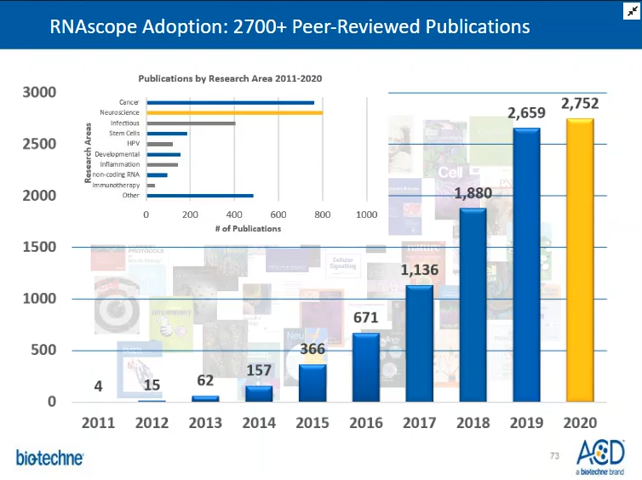 RNAscope Adoption: 2700+ Peer-Reviewed Publications
Publications by Research Area 2011-2020
Research Areas
Cancer
Neuroscience
Infectious
Stem Cells
HPV
Developmental
Inflammation
non-coding RNA
Immunotherapy
Other
0 200 400 600 800 1000
# of Publications
3000
2500
2000
1500
1000
500
0
4
15
62
157
366
671
1,136
1,880
2,659
2,752
Cell
Cellular
Signalling
2011 2012 2013 2014 2015 2016 2017 2018 2019 2020
bio-techne
73
ACD
a biotechne brand